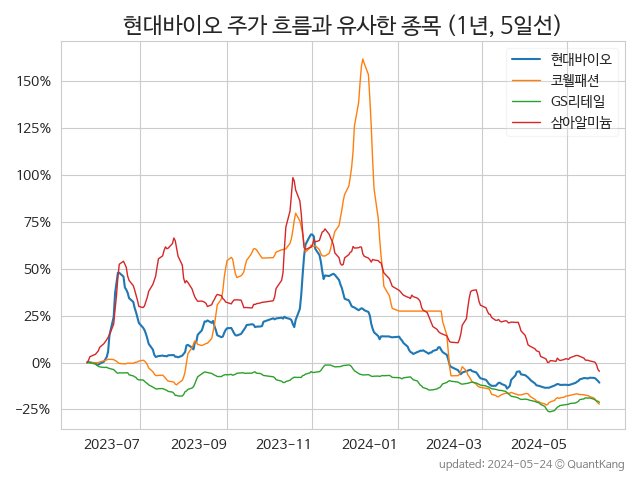 현대바이오 주가 흐름과 유사한 종목 (1년, 5일선)
현대바이오
코웰패션
GS리테일
삼아알미늄
150%
125%
100%
75%
50%
25%
0%
−25%
2023-07 2023-09 2023-11 2024-01 2024-03 2024-05
updated: 2024-05-24 © QuantKang